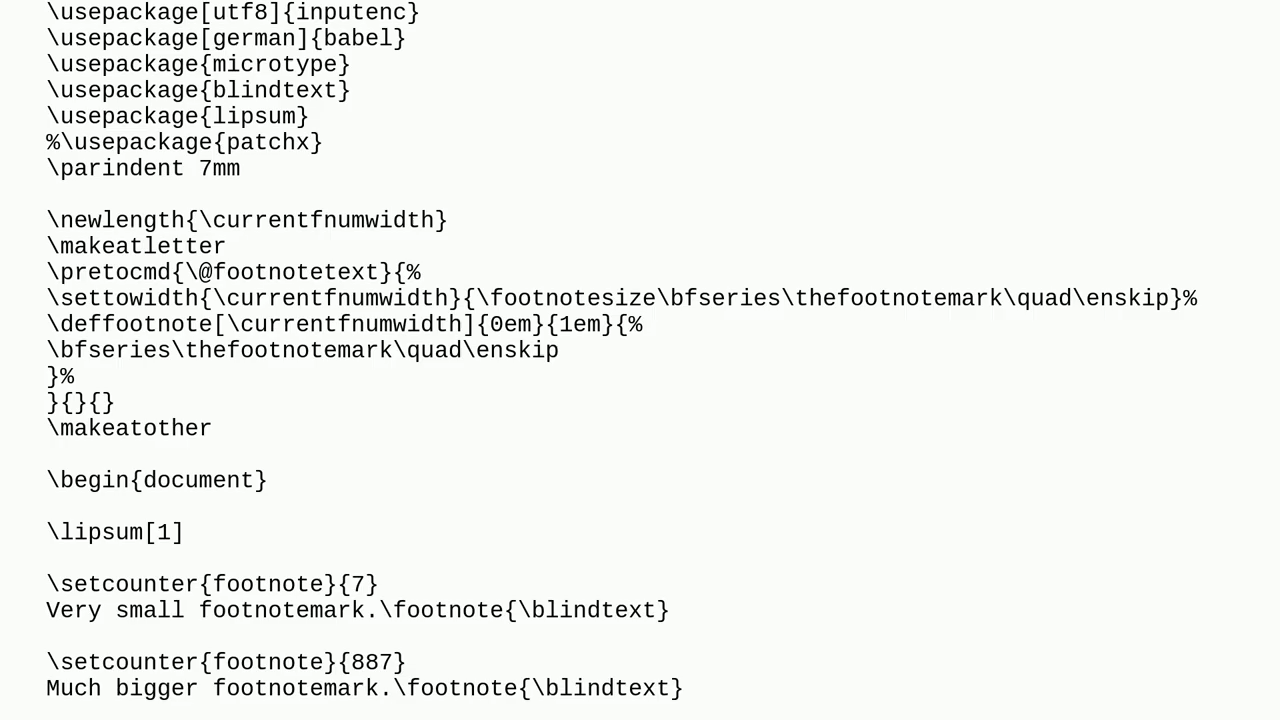 \usepackage[utf8]{inputenc}
\usepackage[german]{babel}
\usepackage{microtype}
\usepackage{blindtext}
\usepackage{lipsum}
%\usepackage{patchx}
\parindent 7mm

\newlength{\currentfnumwidth}
\makeatletter
\pretocmd{\@footnotetext}{%
\settowidth{\currentfnumwidth}{\footnotesize\bfseries\thefootnotemark\quad\enskip}%
\deffootnote[\currentfnumwidth]{0em}{1em}{%
\bfseries\thefootnotemark\quad\enskip
}%
}{}{}
\makeatother

\begin{document}

\lipsum[1]

\setcounter{footnote}{7}
Very small footnotemark.\footnote{\blindtext}

\setcounter{footnote}{887}
Much bigger footnotemark.\footnote{\blindtext}